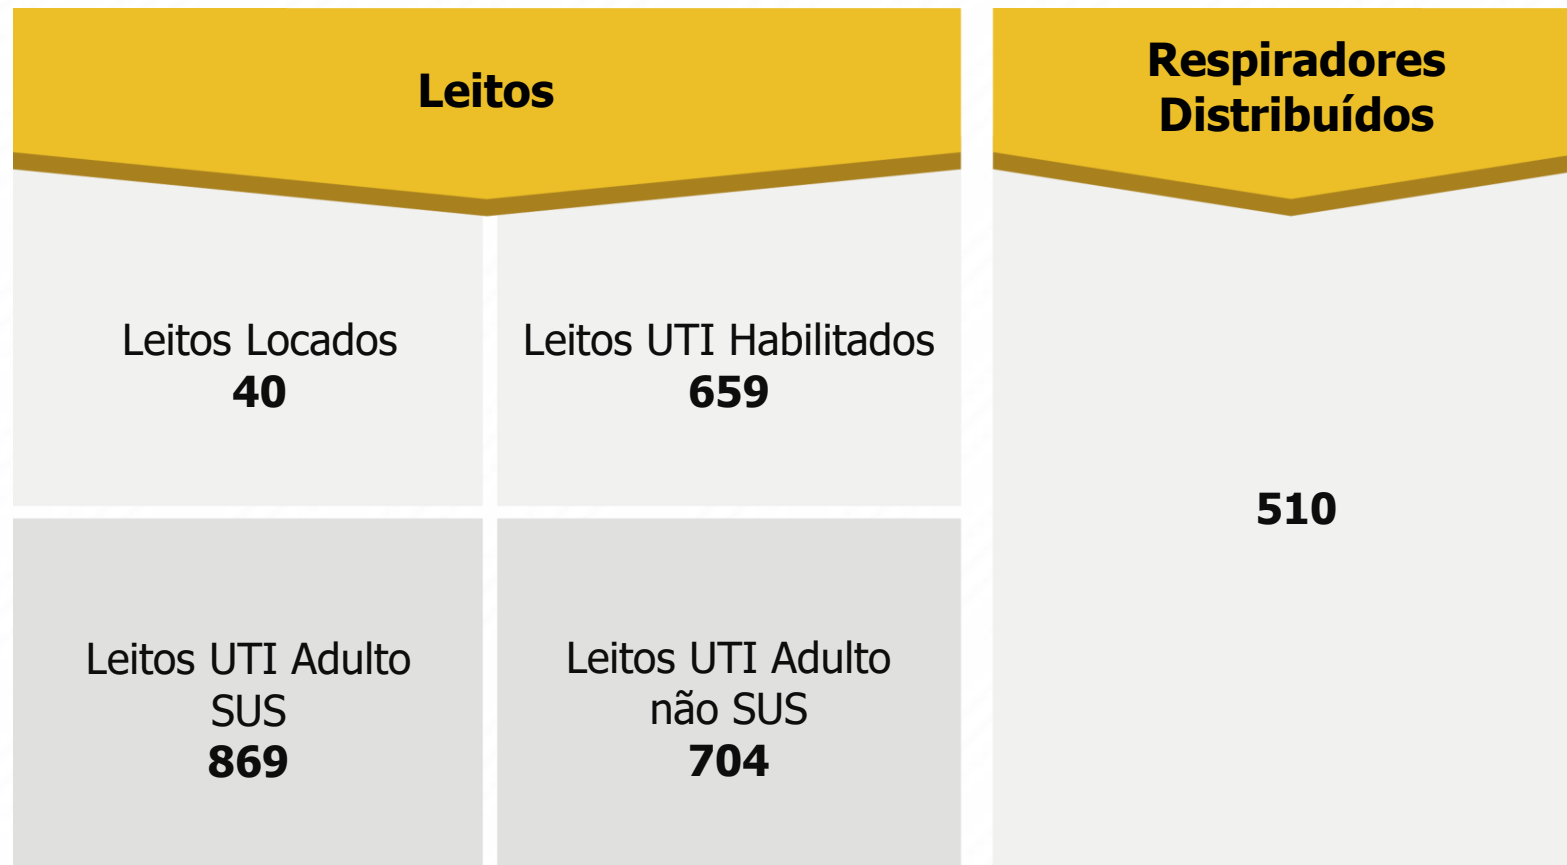 Leitos
Leitos Locados
40
Leitos UTI Habilitados
659
Leitos UTI Adulto
SUS
869
Leitos UTI Adulto
não SUS
704
Respiradores
Distribuídos
510